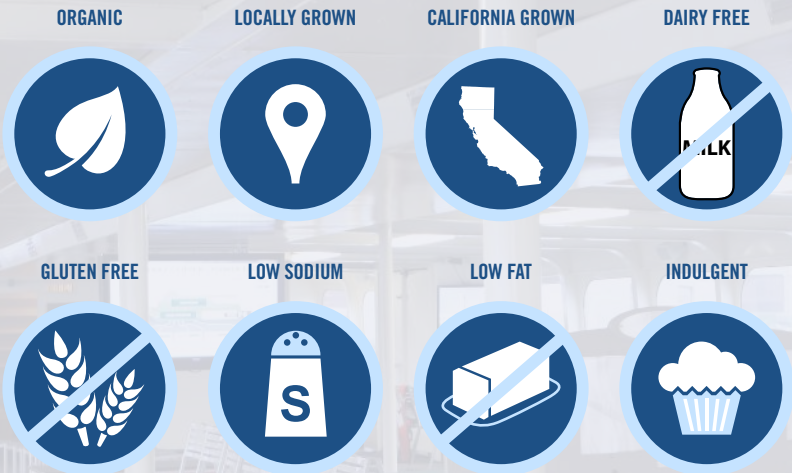 ORGANIC
LOCALLY GROWN
CALIFORNIA GROWN
DAIRY FREE
MILK
GLUTEN FREE
LOW SODIUM
LOW FAT
INDULGENT
S